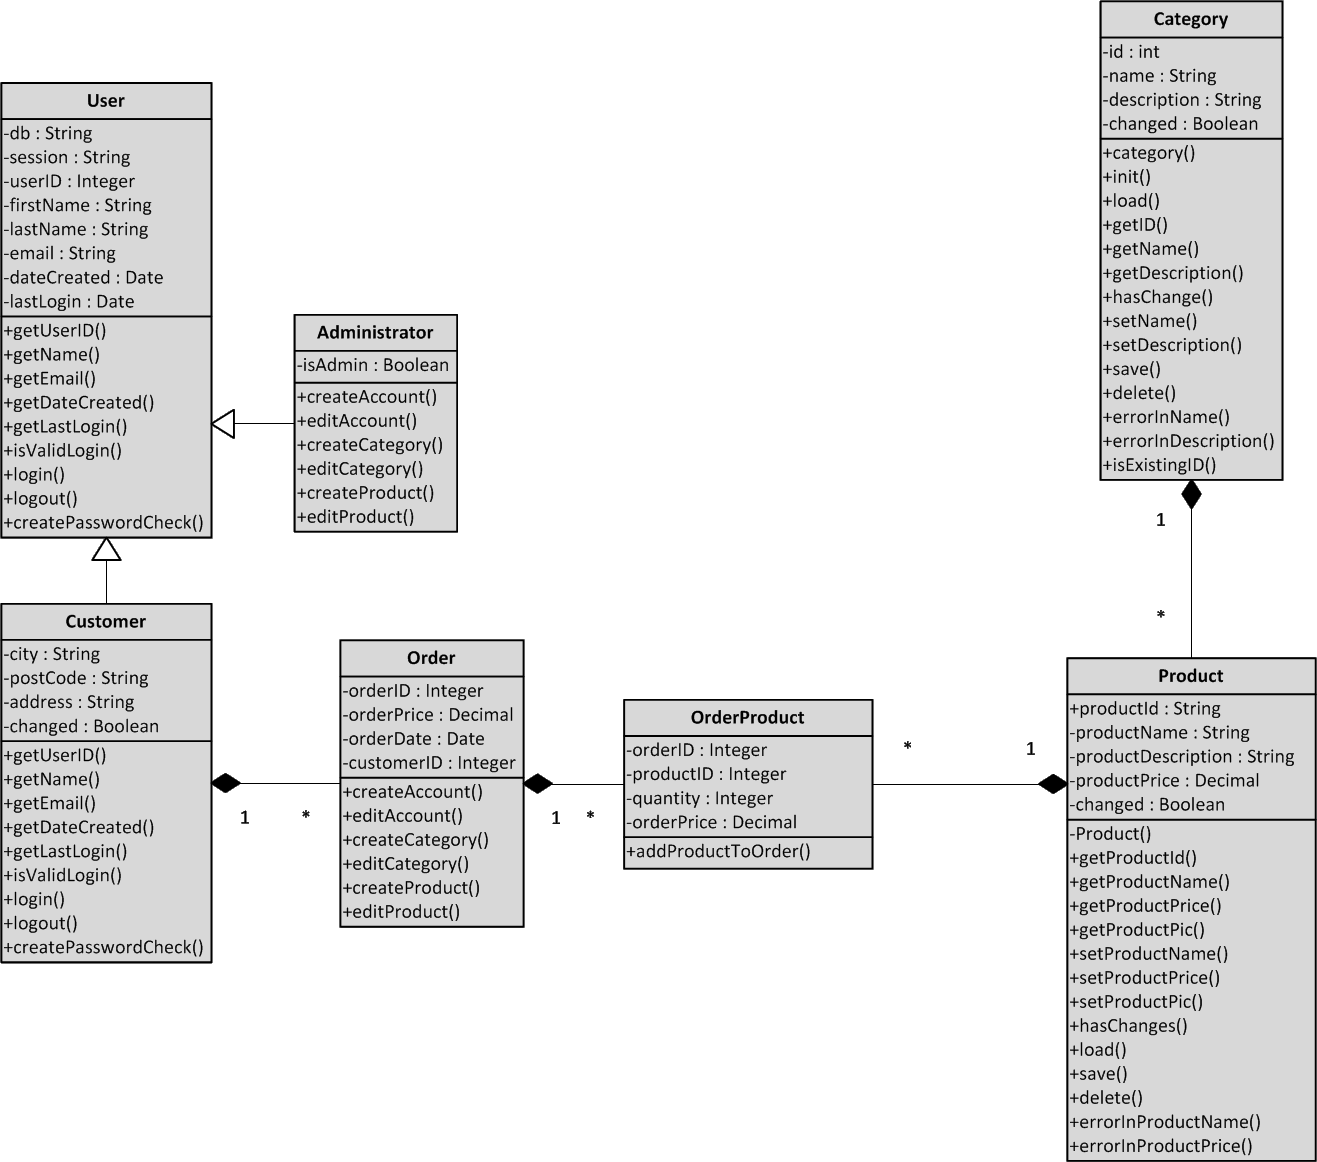 User
-db : String
-session : String
-userID : Integer
-firstName : String
-lastName : String
-email : String
-dateCreated : Date
-lastLogin : Date
+getUserID()
+getName()
+getEmail()
+getDateCreated()
+getLastLogin()
+isValidLogin()
+login()
+logout()
+createPasswordCheck()
Administrator
-isAdmin : Boolean
+createAccount()
+editAccount()
+createCategory()
+editCategory()
+createProduct()
+editProduct()
Category
-id : int
-name : String
-description : String
-changed : Boolean
+category()
+init()
+load()
+getID()
+getName()
+getDescription()
+hasChange()
+setName()
+setDescription()
+save()
+delete()
+errorInName()
+errorInDescription()
+isExistingID()
1
*
Customer
-city : String
-postCode : String
-address : String
-changed : Boolean
+getUserID()
+getName()
+getEmail()
+getDateCreated()
+getLastLogin()
+isValidLogin()
+login()
+logout()
+createPasswordCheck()
1 *
Order
-orderID : Integer
-orderPrice : Decimal
-orderDate : Date
-customerID : Integer
+createAccount()
+editAccount()
+createCategory()
+editCategory()
+createProduct()
+editProduct()
1 *
OrderProduct
-orderID : Integer
-productID : Integer
-quantity : Integer
-orderPrice : Decimal
+addProductToOrder()
* 1
Product
+productId : String
-productName : String
-productDescription : String
-productPrice : Decimal
-changed : Boolean
-Product()
+getProductId()
+getProductName()
+getProductPrice()
+getProductPic()
+setProductName()
+setProductPrice()
+setProductPic()
+hasChanges()
+load()
+save()
+delete()
+errorInProductName()
+errorInProductPrice()